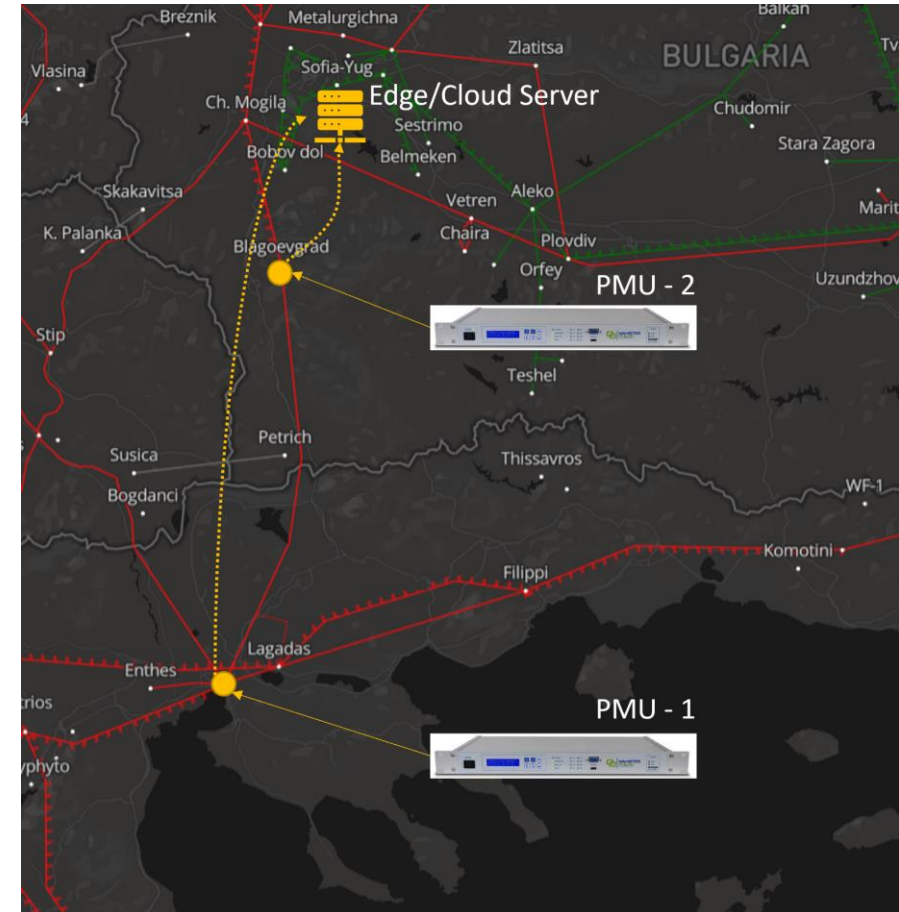 Breznik
Metalurgichna
Balkan
Zlatitsa
BULGARIA
Vlasina
Sofia-Yug
Edge/Cloud Server
Ch. Mogila
Chudomir
Sestrimo
Stara Zagora
Bobov dol
Belmeken
Skakavitsa
Aleko
Vetren
K. Palanka
Chaira
Plovdiv
Blagoevgrad
Orfey
PMU - 2
Uzundzhov
Stip
Teshel
Petrich
Susica
Thissavros
Bogdanci
WF-1
Komotini
Filippi
Lagadas
Enthes
trios
PMU - 1
yphyto